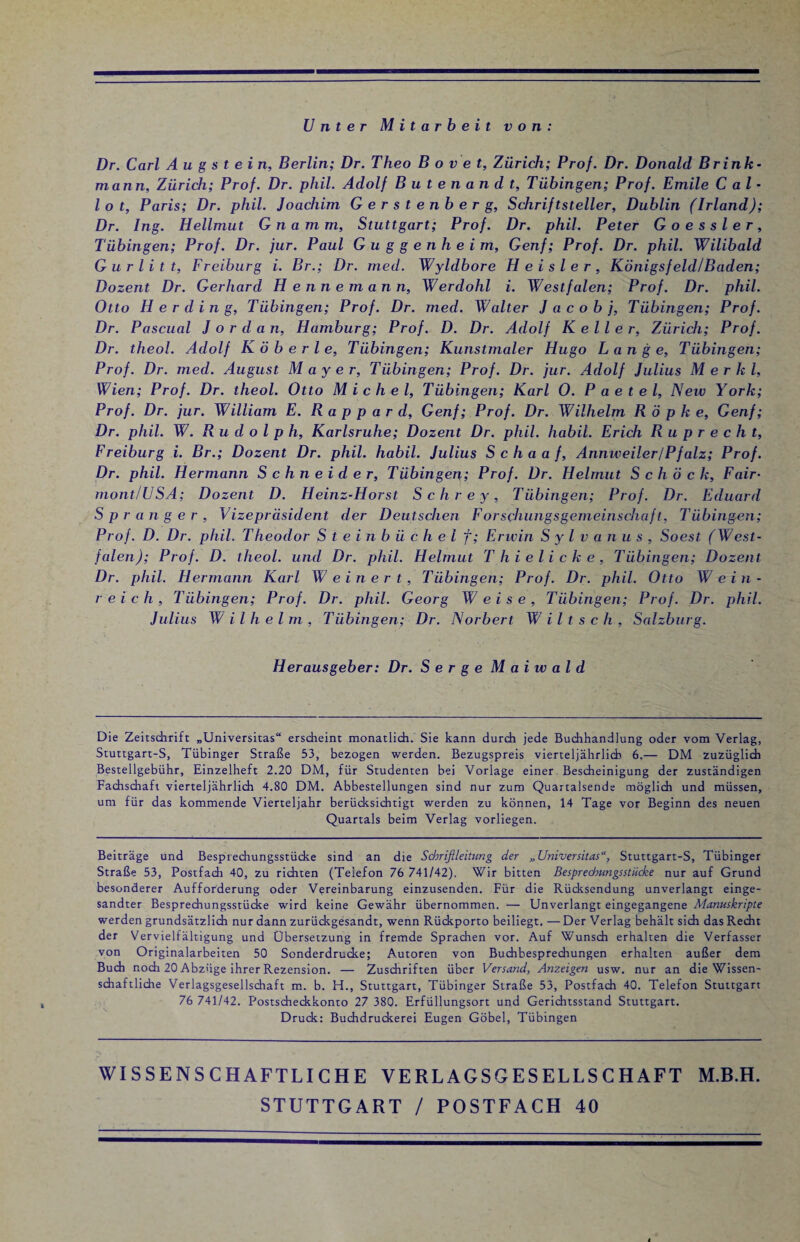 Unter Mitarbeit von:
Dr. Carl Augstein, Berlin; Dr. Theo Bovet, Zürich; Prof. Dr. Donald Brink-
mann, Zürich; Prof. Dr. phil. Adolf Butenandt, Tübingen; Prof. Emile Cal-
lot, Paris; Dr. phil. Joachim Gerstenberg, Schriftsteller, Dublin (Irland);
Dr. Ing. Hellmut Gnamm, Stuttgart; Prof. Dr. phil. Peter Goessler,
Tübingen; Prof. Dr. jur. Paul Guggenheim, Genf; Prof. Dr. phil. Wilibald
Gurlitt, Freiburg i. Br.; Dr. med. Wyldbore Heisler, Königsfeld/Baden;
Dozent Dr. Gerhard Hennemann, Werdohl i. Westfalen; Prof. Dr. phil.
Otto Herding, Tübingen; Prof. Dr. med. Walter Jacobj, Tübingen; Prof.
Dr. Pascual Jordan, Hamburg; Prof. D. Dr. Adolf Keller, Zürich; Prof.
Dr. theol. Adolf Köberle, Tübingen; Kunstmaler Hugo Lange, Tübingen;
Prof. Dr. med. August Mayer, Tübingen; Prof. Dr. jur. Adolf Julius Merkl,
Wien; Prof. Dr. theol. Otto Michel, Tübingen; Karl O. Paetel, New York;
Prof. Dr. jur. William E. Rappard, Genf; Prof. Dr. Wilhelm Röpke, Genf;
Dr. phil. W. Rudolph, Karlsruhe; Dozent Dr. phil. habil. Erich Ruprecht,
Freiburg i. Br.; Dozent Dr. phil. habil. Julius Schaaf, Annweiler/Pfalz; Prof.
Dr. phil. Hermann Schneider, Tübingen; Prof. Dr. Helmut Schöck, Fair-
mont/USA; Dozent D. Heinz-Horst Schrey, Tübingen; Prof. Dr. Eduard
Spranger, Vizepräsident der Deutschen Forschungsgemeinschaft, Tübingen;
Prof. D. Dr. phil. Theodor Steinbüchel †; Erwin Sylvanus, Soest (West-
falen); Prof. D. theol. und Dr. phil. Helmut Thielicke, Tübingen; Dozent
Dr. phil. Hermann Karl Weinert, Tübingen; Prof. Dr. phil. Otto Wein-
reich, Tübingen; Prof. Dr. phil. Georg Weise, Tübingen; Prof. Dr. phil.
Julius Wilhelm, Tübingen; Dr. Norbert Wiltsch, Salzburg.
Herausgeber: Dr. Serge Maiwald
Die Zeitschrift „Universitas“ erscheint monatlich. Sie kann durch jede Buchhandlung oder vom Verlag,
Stuttgart-S, Tübinger Straße 53, bezogen werden. Bezugspreis vierteljährlich 6.— DM zuzüglich
Bestellgebühr, Einzelheft 2.20 DM, für Studenten bei Vorlage einer Bescheinigung der zuständigen
Fachschaft vierteljährlich 4.80 DM. Abbestellungen sind nur zum Quartalsende möglich und müssen,
um für das kommende Vierteljahr berücksichtigt werden zu können, 14 Tage vor Beginn des neuen
Quartals beim Verlag vorliegen.
Beiträge und Besprechungsstücke sind an die Schriftleitung der „Universitas“, Stuttgart-S, Tübinger
Straße 53, Postfach 40, zu richten (Telefon 76 741/42). Wir bitten Besprechungsstücke nur auf Grund
besonderer Aufforderung oder Vereinbarung einzusenden. Für die Rücksendung unverlangt einge-
sandter Besprechungsstücke wird keine Gewähr übernommen. — Unverlangt eingegangene Manuskripte
werden grundsätzlich nur dann zurückgesandt, wenn Rückporto beiliegt. — Der Verlag behält sich das Recht
der Vervielfältigung und Übersetzung in fremde Sprachen vor. Auf Wunsch erhalten die Verfasser
von Originalarbeiten 50 Sonderdrucke; Autoren von Buchbesprechungen erhalten außer dem
Buch noch 20 Abzüge ihrer Rezension. — Zuschriften über Versand, Anzeigen usw. nur an die Wissen-
schaftliche Verlagsgesellschaft m. b. H., Stuttgart, Tübinger Straße 53, Postfach 40. Telefon Stuttgart
76 741/42. Postscheckkonto 27 380. Erfüllungsort und Gerichtsstand Stuttgart.
Druck: Buchdruckerei Eugen Göbel, Tübingen
WISSENSCHAFTLICHE VERLAGSGESELLSCHAFT M.B.H.
STUTTGART / POSTFACH 40